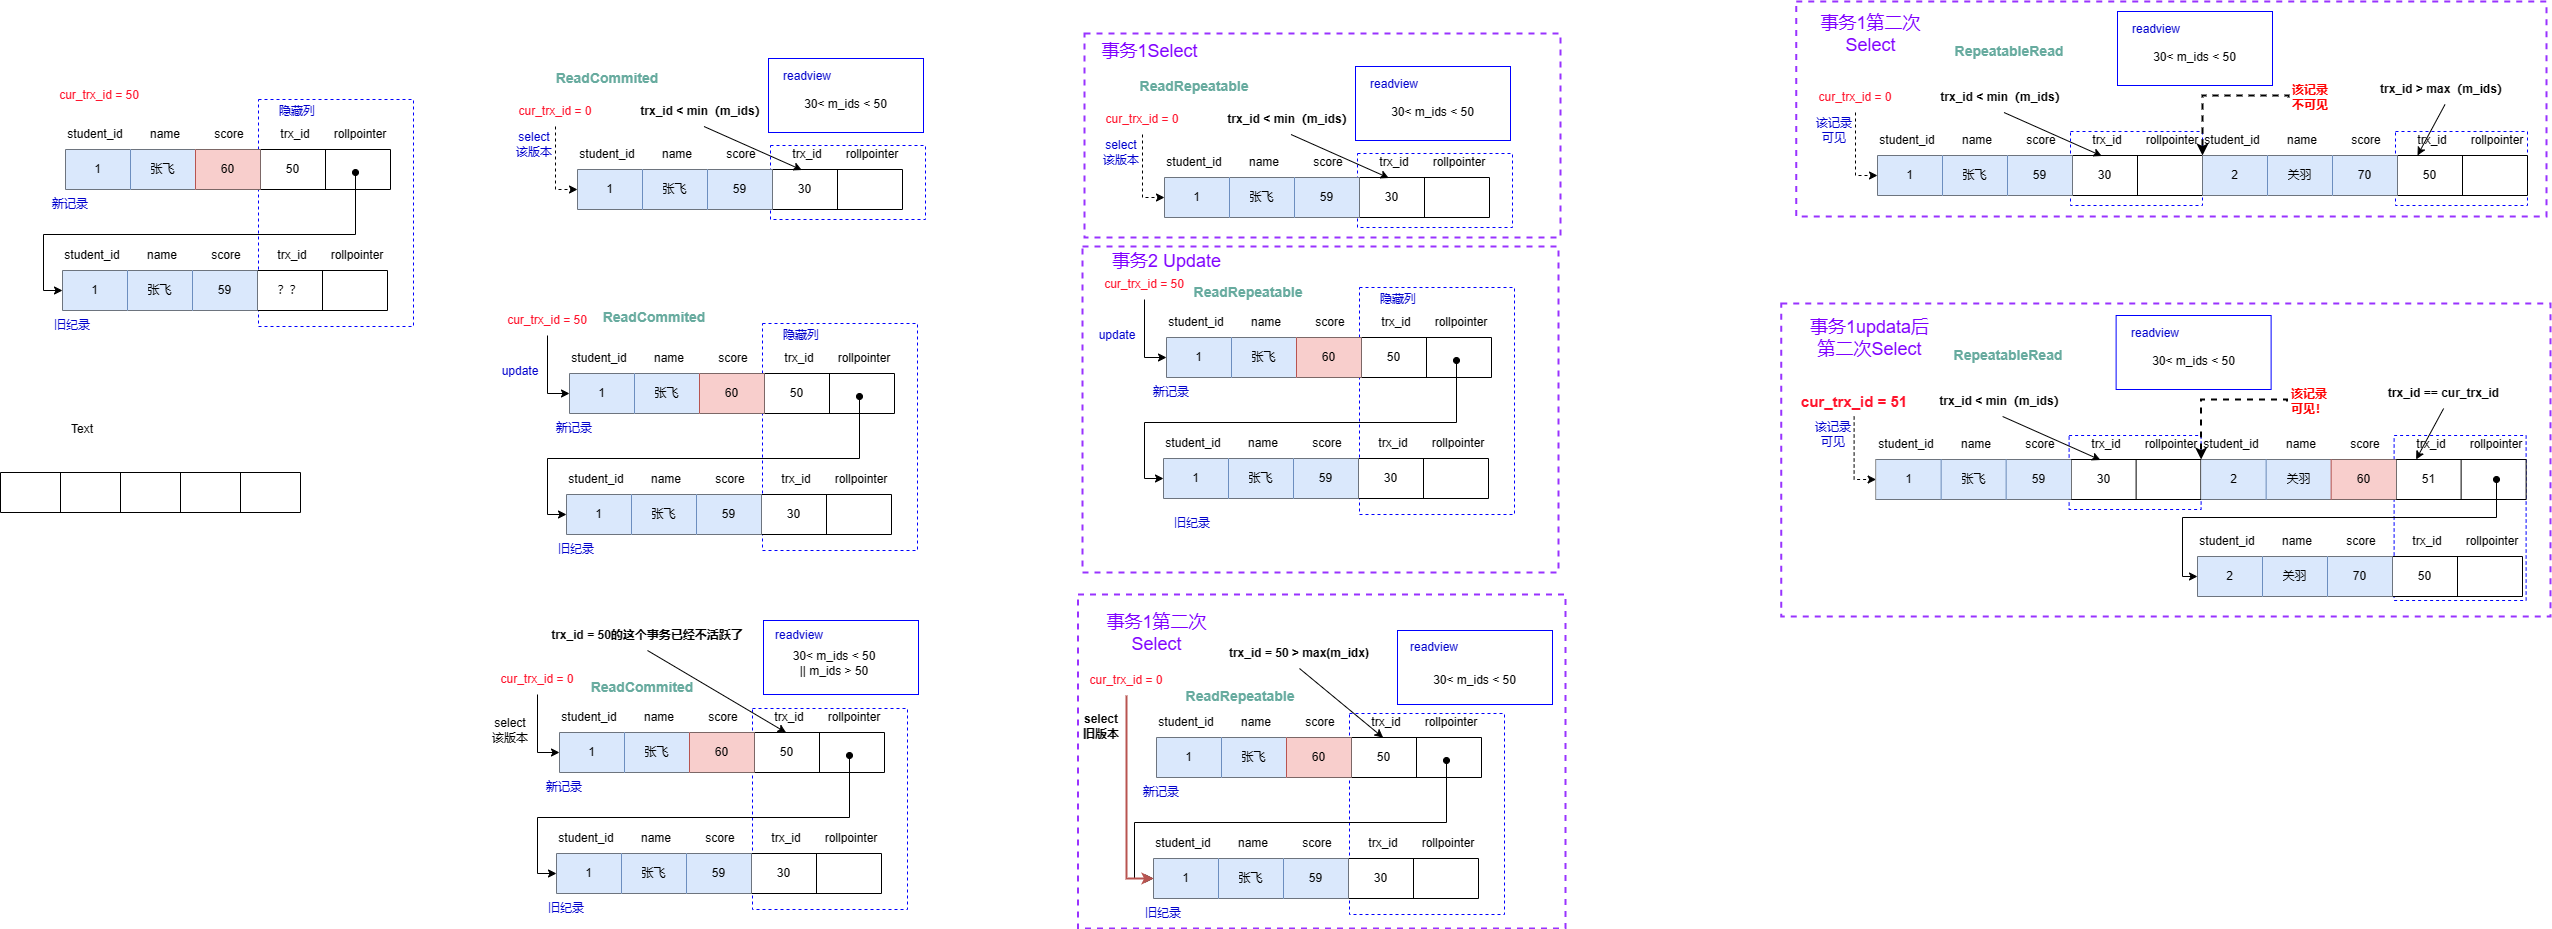 cur_trx_id = 50
隐藏列
student_id name score trx_id rollpointer
1 张飞 60 50
新记录
student_id name score trx_id rollpointer
1 张飞 59 ？？
旧纪录
Text
ReadCommited
readview
30< m_ids < 50
cur_trx_id = 0
trx_id < min（m_ids）
select
该版本
student_id name score trx_id rollpointer
1 张飞 59 30
cur_trx_id = 50
ReadCommited
隐藏列
update
student_id name score trx_id rollpointer
1 张飞 60 50
新记录
student_id name score trx_id rollpointer
1 张飞 59 30
旧纪录
trx_id = 50的这个事务已经不活跃了
readview
30< m_ids < 50
|| m_ids > 50
cur_trx_id = 0
ReadCommited
select
该版本
student_id name score trx_id rollpointer
1 张飞 60 50
新记录
student_id name score trx_id rollpointer
1 张飞 59 30
旧纪录
事务1Select
ReadRepeatable
readview
30< m_ids < 50
cur_trx_id = 0
trx_id < min（m_ids）
select
该版本
student_id name score trx_id rollpointer
1 张飞 59 30
事务2 Update
cur_trx_id = 50
ReadRepeatable
隐藏列
update
student_id name score trx_id rollpointer
1 张飞 60 50
新记录
student_id name score trx_id rollpointer
1 张飞 59 30
旧纪录
事务1第二次
Select
trx_id = 50 > max(m_idx)
readview
30< m_ids < 50
cur_trx_id = 0
ReadRepeatable
select
旧版本
student_id name score trx_id rollpointer
1 张飞 60 50
新记录
student_id name score trx_id rollpointer
1 张飞 59 30
旧纪录
事务1第二次
Select
RepeatableRead
readview
30< m_ids < 50
cur_trx_id = 0
trx_id < min（m_ids）
该记录
不可见
trx_id > max（m_ids）
该记录
可见
student_id name score trx_id rollpointer student_id name score trx_id rollpointer
1 张飞 59 30 2 关羽 70 50
事务1updata后
第二次Select
RepeatableRead
readview
30< m_ids < 50
cur_trx_id = 51
trx_id < min（m_ids）
该记录
可见！
trx_id == cur_trx_id
该记录
可见
student_id name score trx_id rollpointer student_id name score trx_id rollpointer
1 张飞 59 30 2 关羽 60 51
student_id name score trx_id rollpointer
2 关羽 70 50